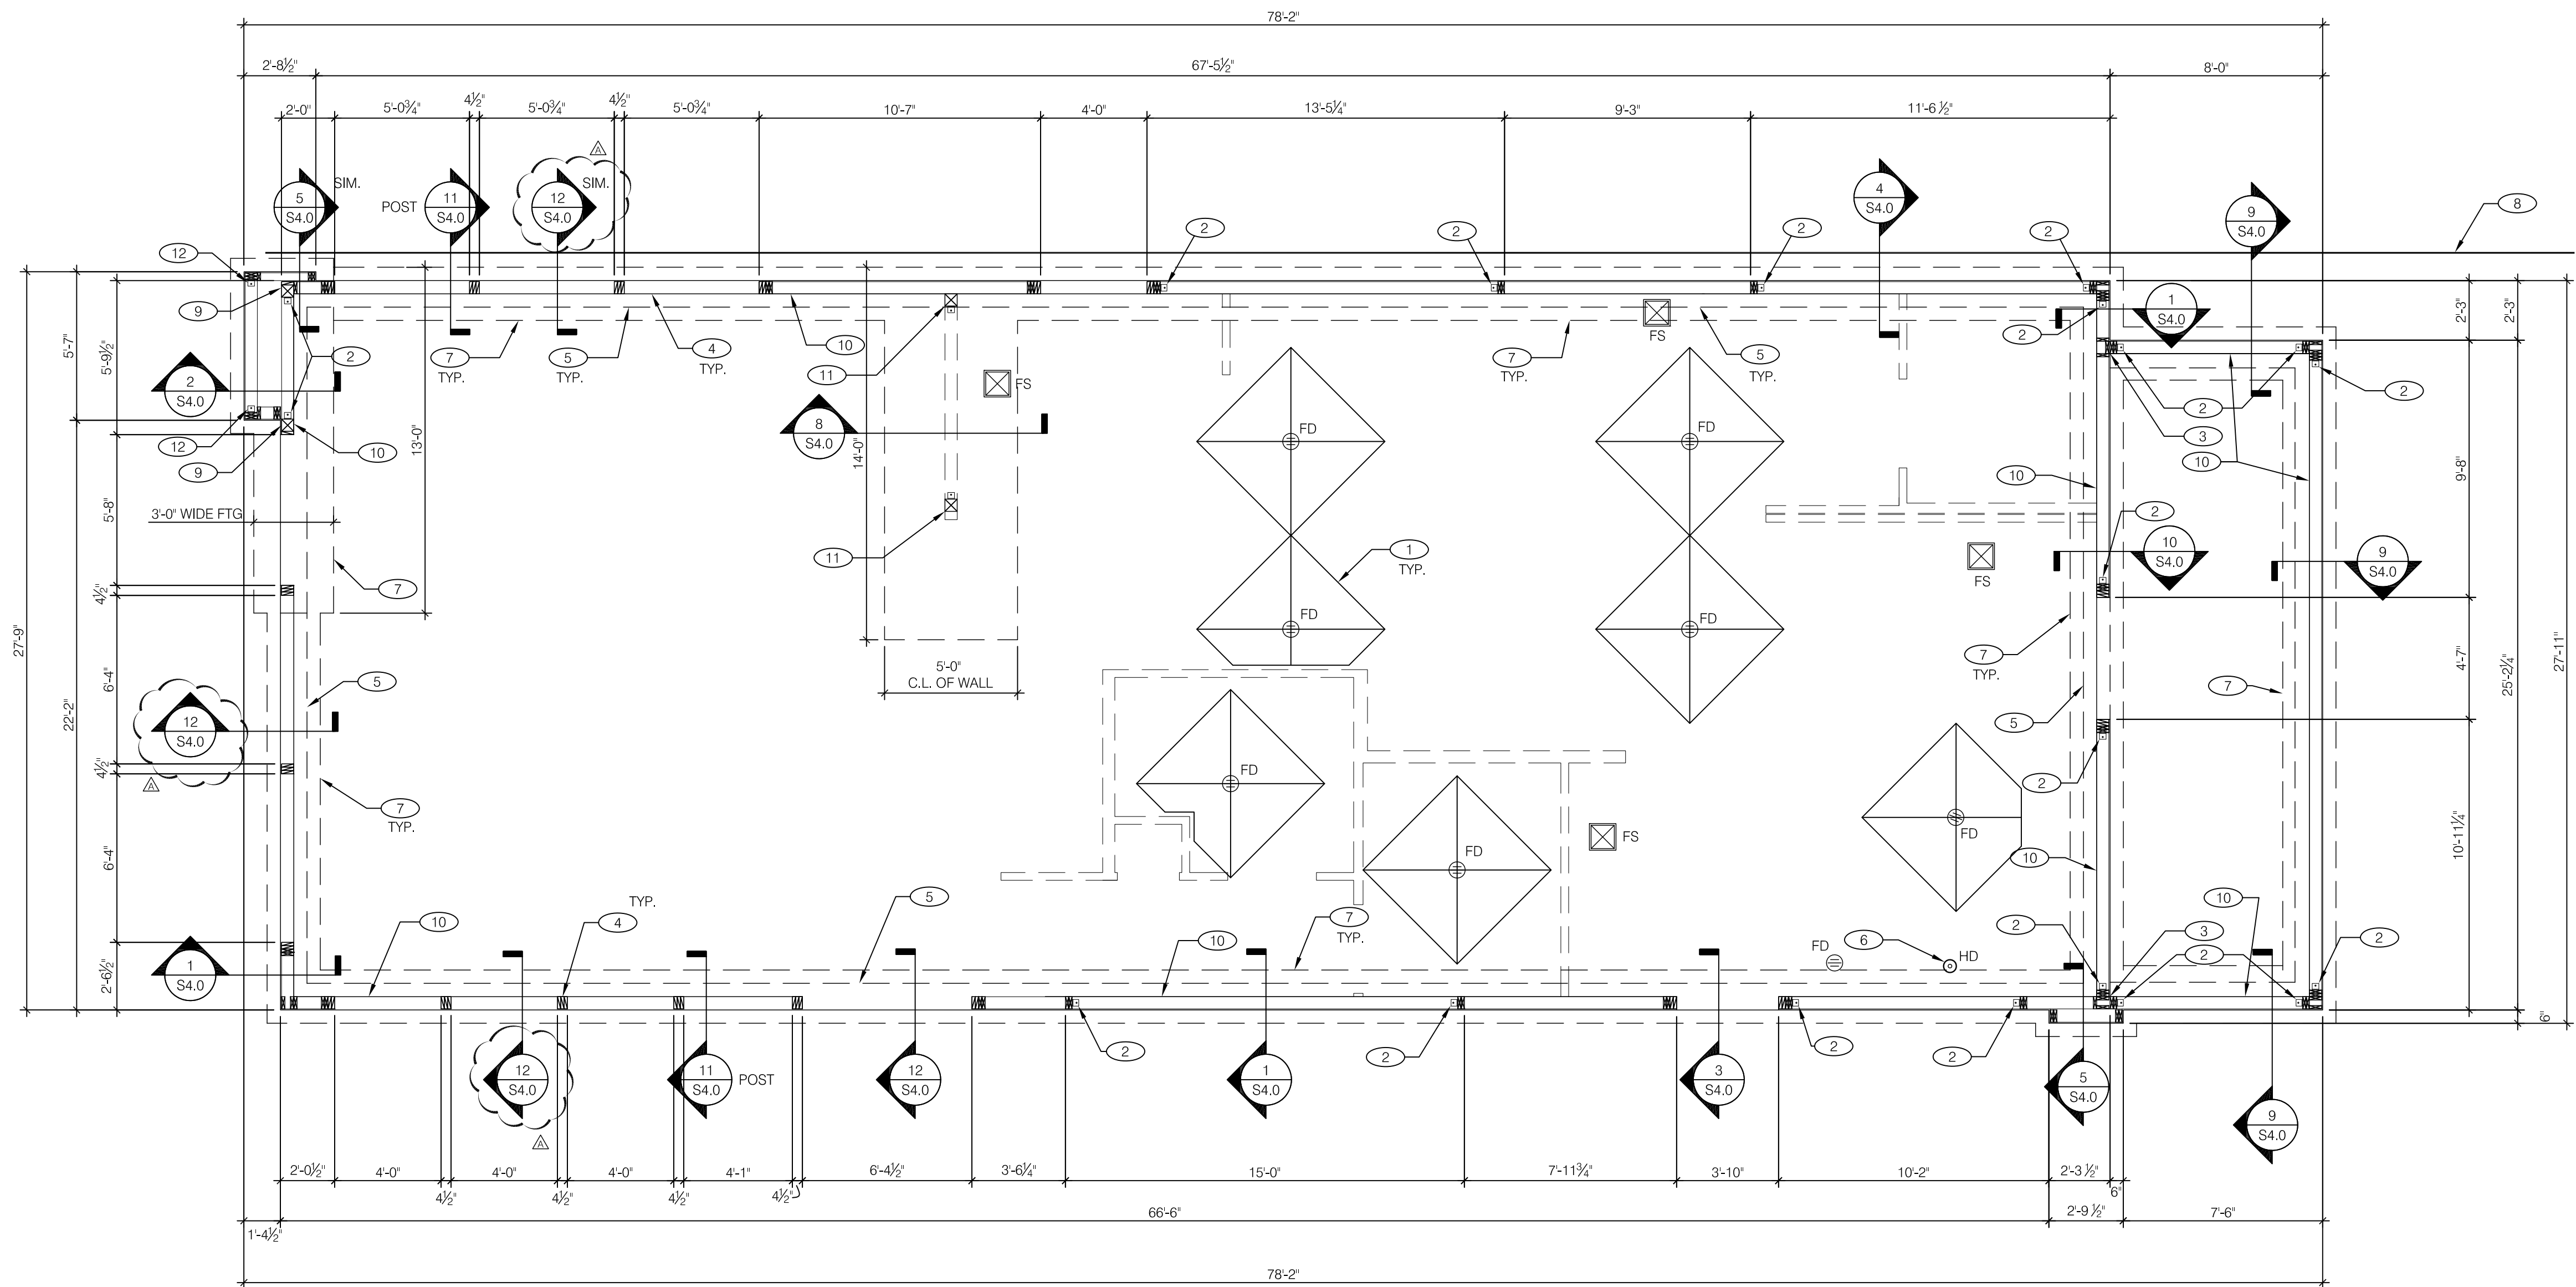 78'-2"
2'-8½" 67'-5½" 8'-0"
2'-0" 5'-0¾" 4½" 5'-0¾" 4½" 5'-0¾" 10'-7" 4'-0" 13'-5¼" 9'-3" 11'-6 ½"
A
5 S4.0 SIM.
POST 11 S4.0
12 S4.0 SIM.
4 S4.0
9 S4.0
8
2 2 2 2
12
9
2
7 TYP.
5 TYP.
4 TYP.
10
11
FS
FS
7 TYP.
5 TYP.
2
1 S4.0
2
3
10
2
2'-3"
2'-3"
5'-7"
5'-9½"
2 S4.0
12
9
10
13'-0"
14'-0"
8 S4.0
FD
FD
10
2
9'-8"
5'-8"
3'-0" WIDE FTG
7
11
1 TYP.
FS
10 S4.0
9 S4.0
4½"
27'-9"
22'-2"
6'-4"
5
5'-0"
C.L. OF WALL
FD
FD
7 TYP.
7
4'-7"
25'-2¼"
27'-11"
12 S4.0
A
4½"
5
2
7 TYP.
FD
FD
FS
FD
10
10'-11¼"
6'-4"
2'-6½"
1 S4.0
10
TYP.
4
5
10
7 TYP.
FD
6
HD
2
10
3
2
2
6"
12 S4.0
A
11 S4.0 POST
12 S4.0
1 S4.0
2
2
3 S4.0
2
2
5 S4.0
9 S4.0
2'-0½" 4'-0" 4'-0" 4'-0" 4'-1" 6'-4½" 3'-6¼" 15'-0" 7'-11¾" 3'-10" 10'-2" 2'-3 ½"
4½" 4½" 4½" 4½" 6"
1'-4½" 66'-6" 2'-9 ½" 7'-6"
78'-2"